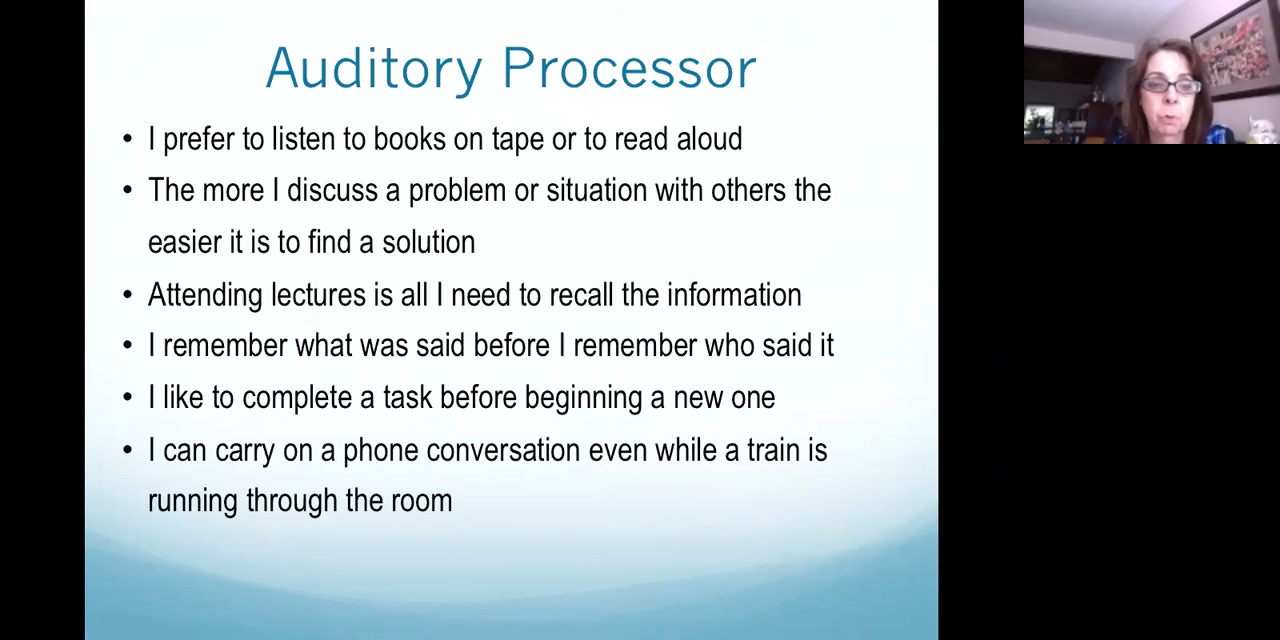 Auditory Processor
• I prefer to listen to books on tape or to read aloud
• The more I discuss a problem or situation with others the
easier it is to find a solution
• Attending lectures is all I need to recall the information
• I remember what was said before I remember who said it
• I like to complete a task before beginning a new one
• I can carry on a phone conversation even while a train is
running through the room